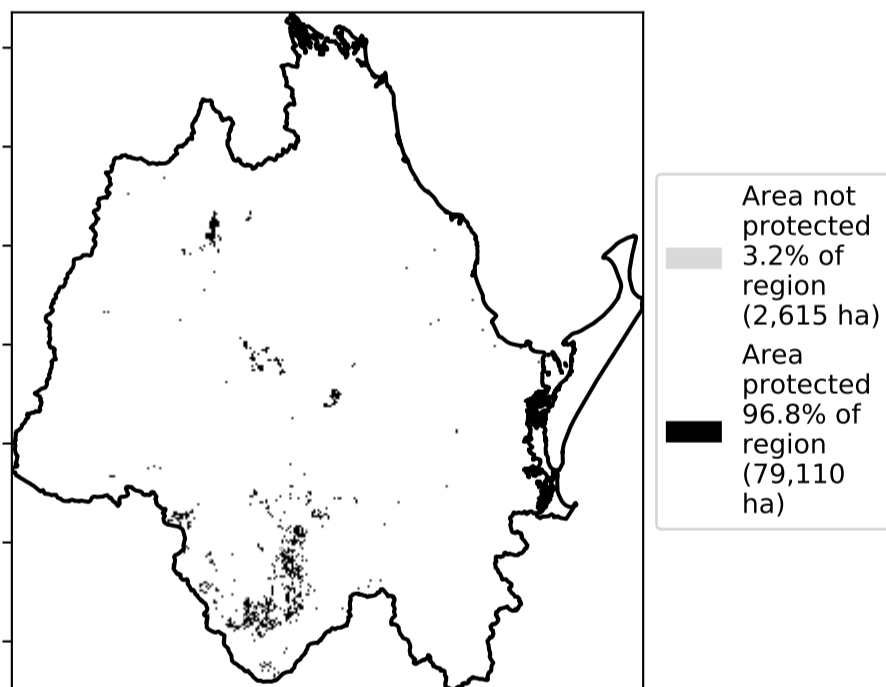 Area not
protected
3.2% of
region
(2,615 ha)
Area
protected
96.8% of
region
(79,110
ha)